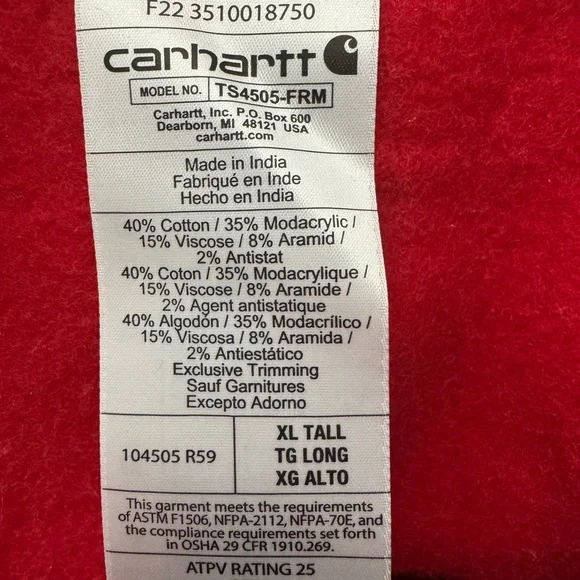 F22 3510018750
carhartt
MODEL NO. TS4505-FRM
Carhartt, Inc. P.O. Box 600
Dearborn, MI 48121 USA
carhartt.com
Made in India
Fabriqué en Inde
Hecho en India
40% Cotton / 35% Modacrylic /
15% Viscose / 8% Aramid /
2% Antistat
40% Coton / 35% Modacrylique /
15% Viscose / 8% Aramide /
2% Agent antistatique
40% Algodón / 35% Modacrílico /
15% Viscosa / 8% Aramida /
2% Antiestático
Exclusive Trimming
Sauf Garnitures
Excepto Adorno
104505 R59
XL TALL
TG LONG
XG ALTO
This garment meets the requirements
of ASTM F1506, NFPA-2112, NFPA-70E, and
the compliance requirements set forth
in OSHA 29 CFR 1910.269.
ATPV RATING 25